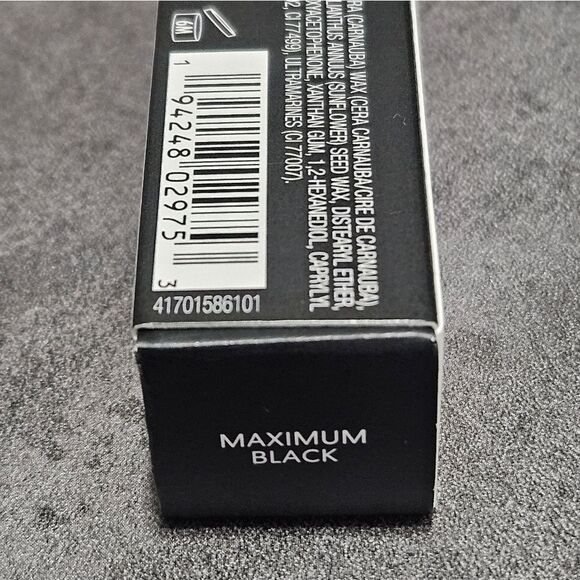 RA (CARNAUBA) WAX (CERA CARNAUBA/CIRE DE CARNAUBA),
LIANTHUS ANNUUS (SUNFLOWER) SEED WAX, DISTEARYL ETHER,
OXYACETOPHENONE, XANTHAN GUM, 1,2-HEXANEDIOL, CAPRYLYL
2, CI 77499), ULTRAMARINES (CI 77007).
6M
1 94248 02975 3
41701586101
MAXIMUM
BLACK